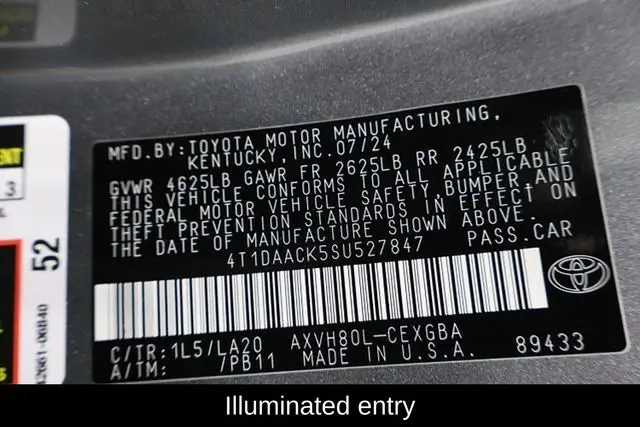 MFD.BY:TOYOTA MOTOR MANUFACTURING,
KENTUCKY, INC.07/24
GVWR 4625LB GAWR FR 2625LB RR 2425LB
THIS VEHICLE CONFORMS TO ALL APPLICABLE
FEDERAL MOTOR VEHICLE SAFETY, BUMPER AND
THEFT PREVENTION STANDARDS IN EFFECT ON
THE DATE OF MANUFACTURE SHOWN ABOVE.
4T1DAACK5SU527847 PASS.CAR
C/TR:1L5/LA20 AXVH80L-CEXGBA
A/TM: /PB11 MADE IN U.S.A. 89433
3
52
Illuminated entry